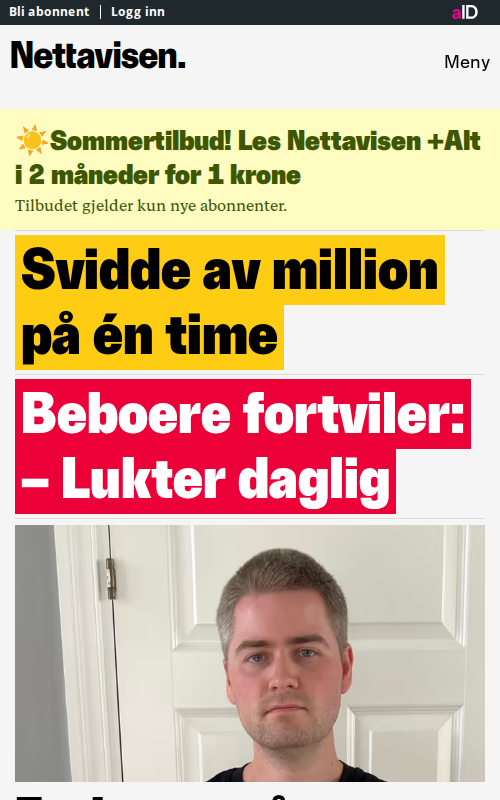 Bli abonnent
Logg inn
aID
Nettavisen.
Meny
Sommertilbud! Les Nettavisen +Alt
i 2 måneder for 1 krone
Tilbudet gjelder kun nye abonnenter.
Svidde av million
på én time
Beboere fortviler:
– Lukter daglig